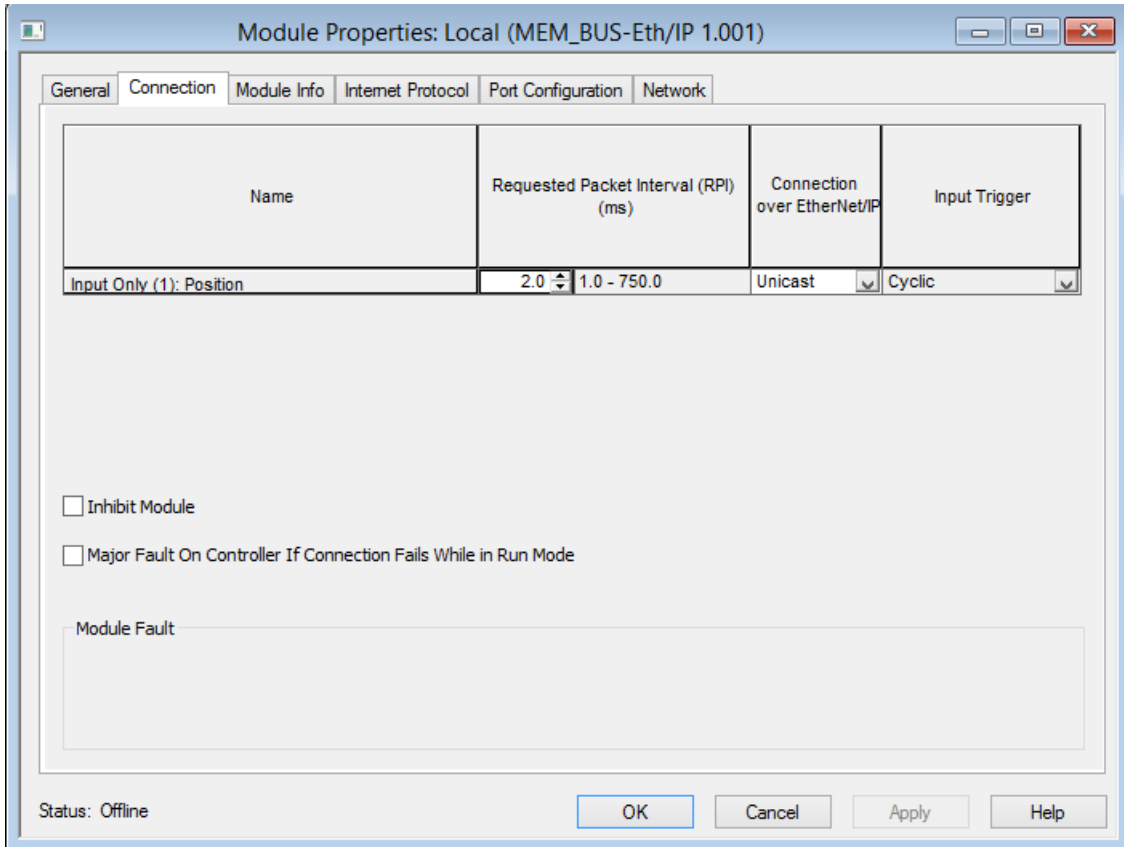 Module Properties: Local (MEM_BUS-Eth/IP 1.001)
General Connection Module Info Internet Protocol Port Configuration Network
Name
Requested Packet Interval (RPI)
(ms)
Connection
over EtherNet/IP
Input Trigger
Input Only (1): Position 2.0 1.0 - 750.0 Unicast Cyclic
Inhibit Module
Major Fault On Controller If Connection Fails While in Run Mode
Module Fault
Status: Offline OK Cancel Apply Help